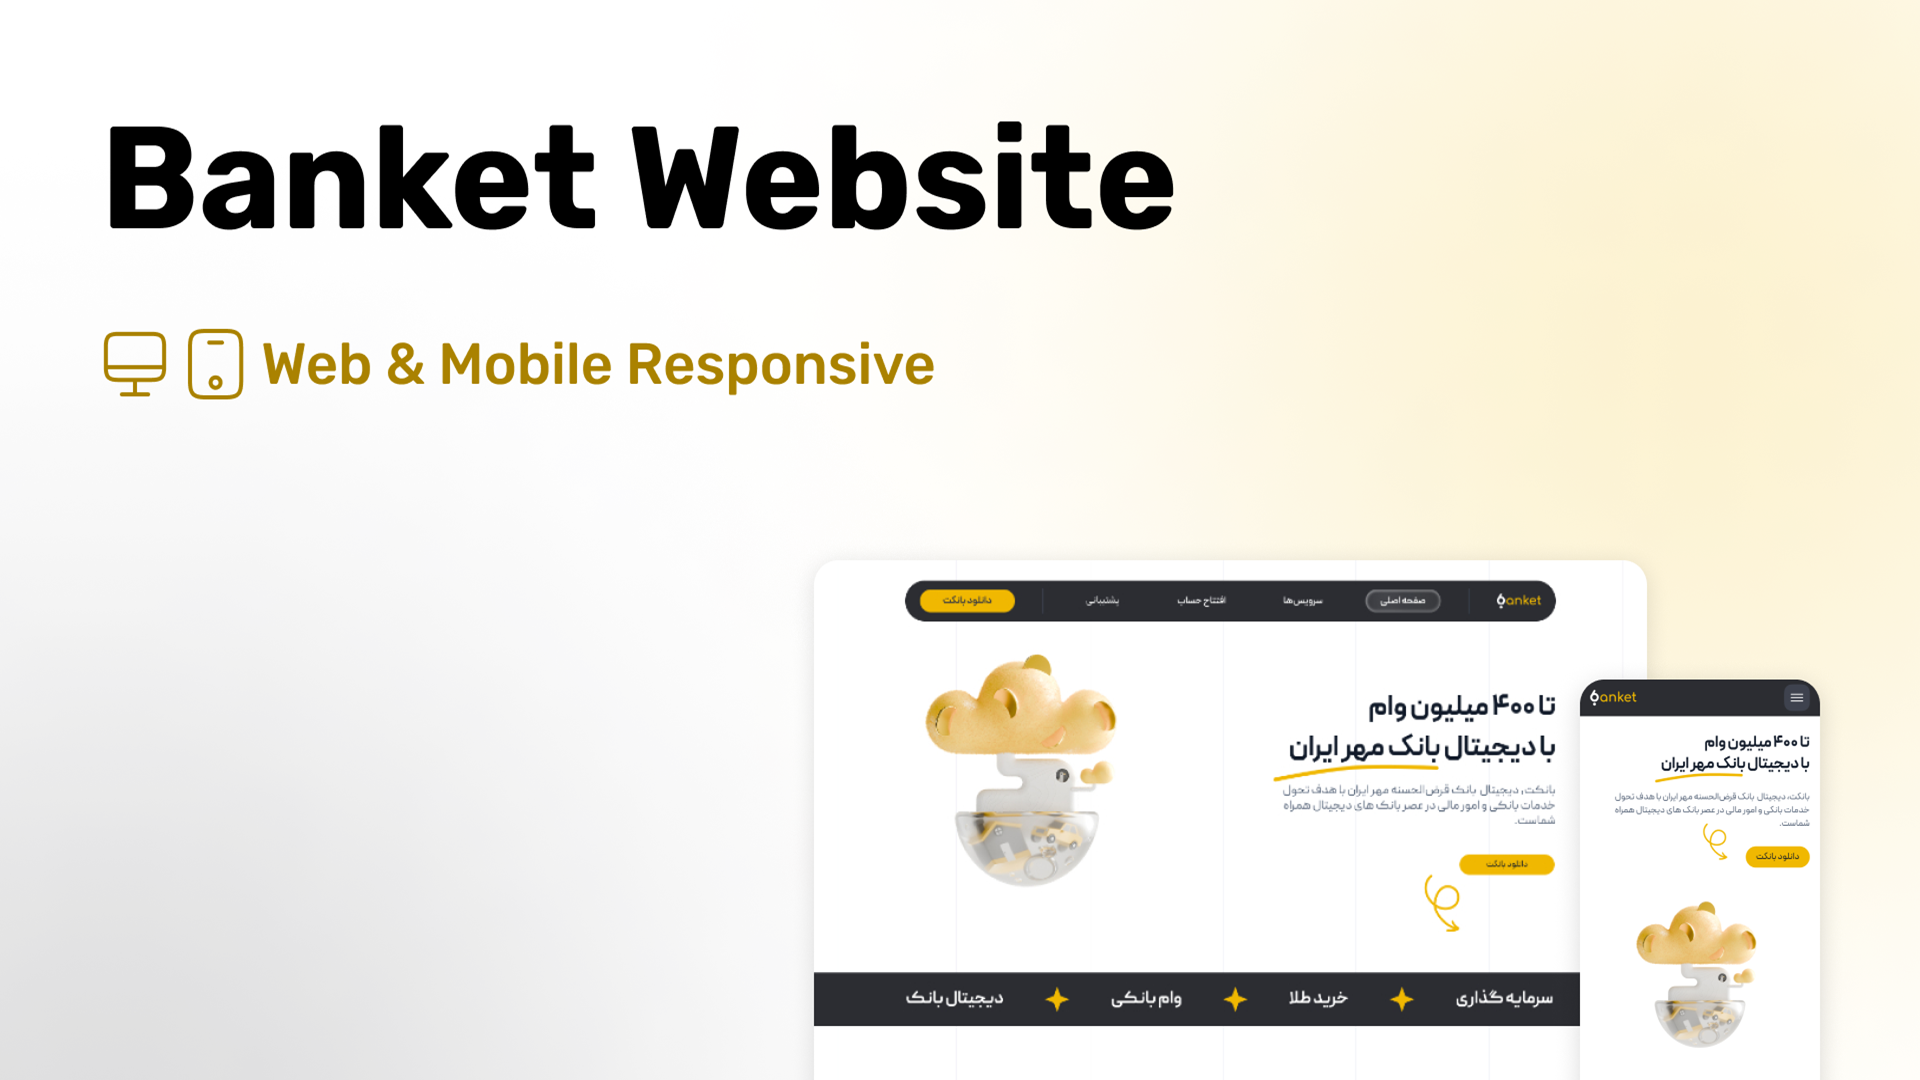 Banket Website
Web & Mobile Responsive
banket
صفحه اصلی
سرویس‌ها
افتتاح حساب
پشتیبانی
دانلود بانکت
تا ۴۰۰ میلیون وام
با دیجیتال بانک مهر ایران
بانکت، دیجیتال بانک قرض‌الحسنه مهر ایران با هدف تحول
خدمات بانکی و امور مالی در عصر بانک های دیجیتال همراه
شماست.
دانلود بانکت
سرمایه گذاری
خرید طلا
وام بانکی
دیجیتال بانک
banket
تا ۴۰۰ میلیون وام
با دیجیتال بانک مهر ایران
بانکت، دیجیتال بانک قرض‌الحسنه مهر ایران با هدف تحول
خدمات بانکی و امور مالی در عصر بانک های دیجیتال همراه
شماست.
دانلود بانکت